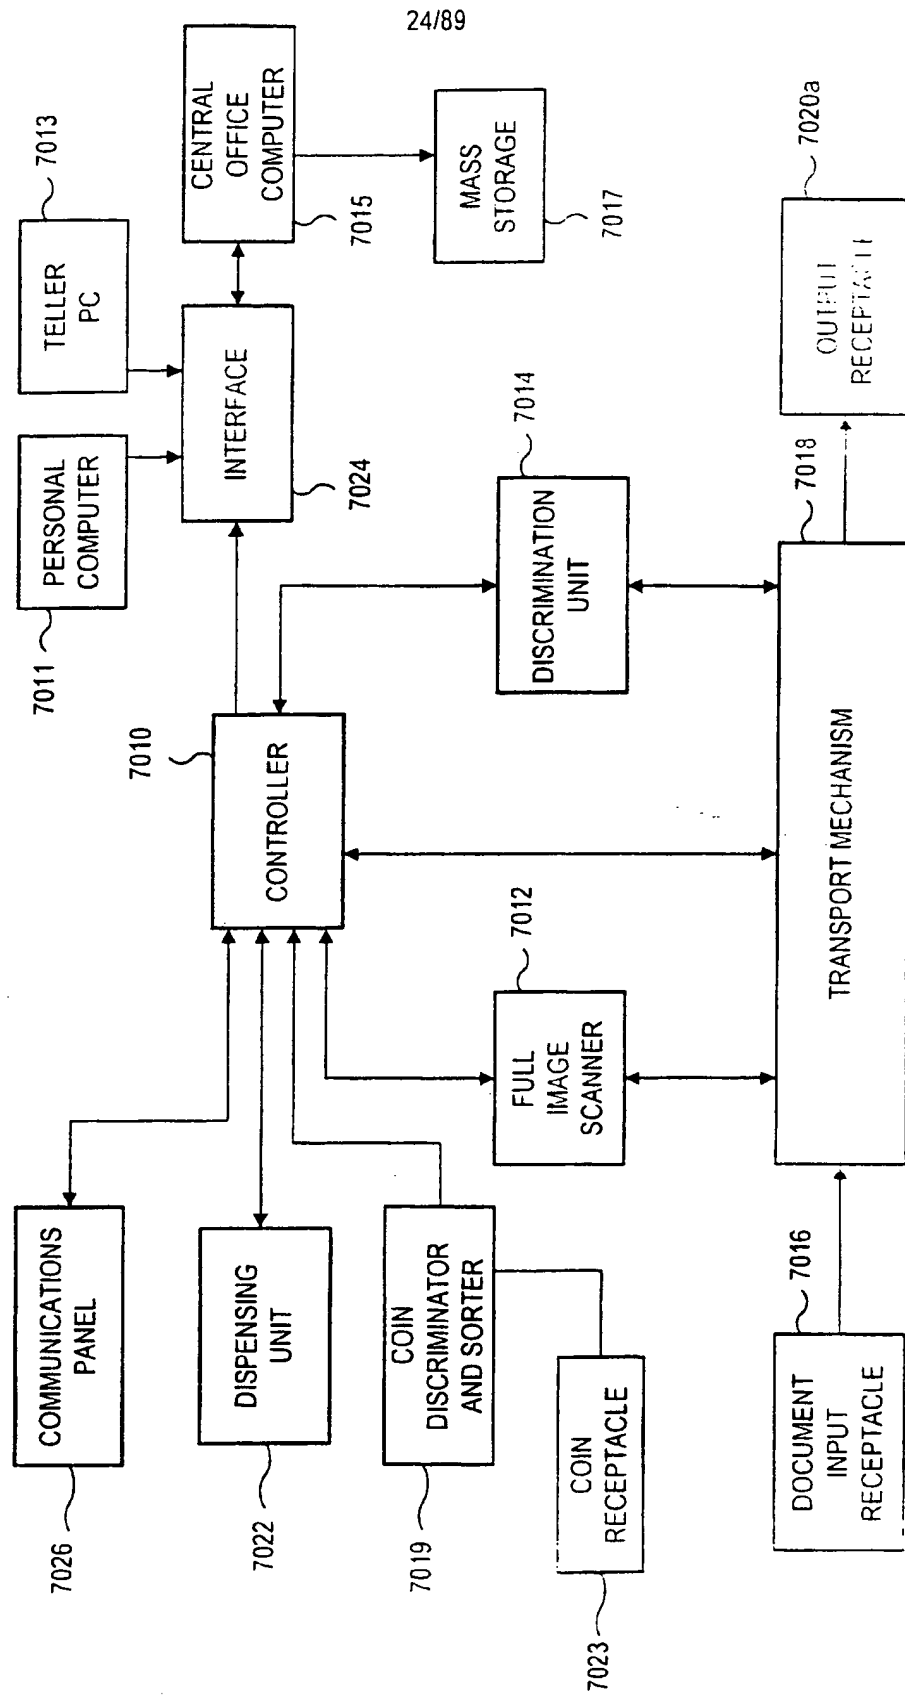 24/89
COMMUNICATIONS
PANEL
7026
DISPENSING
UNIT
7022
COIN
DISCRIMINATOR
AND SORTER
7019
COIN
RECEPTACLE
7023
DOCUMENT
INPUT
RECEPTACLE
7016
FULL
IMAGE
SCANNER
7012
CONTROLLER
7010
PERSONAL
COMPUTER
7011
TELLER
PC
7013
INTERFACE
7024
CENTRAL
OFFICE
COMPUTER
7015
MASS
STORAGE
7017
DISCRIMINATION
UNIT
7014
TRANSPORT MECHANISM
7018
OUTPUT
RECEPTACLE
7020a